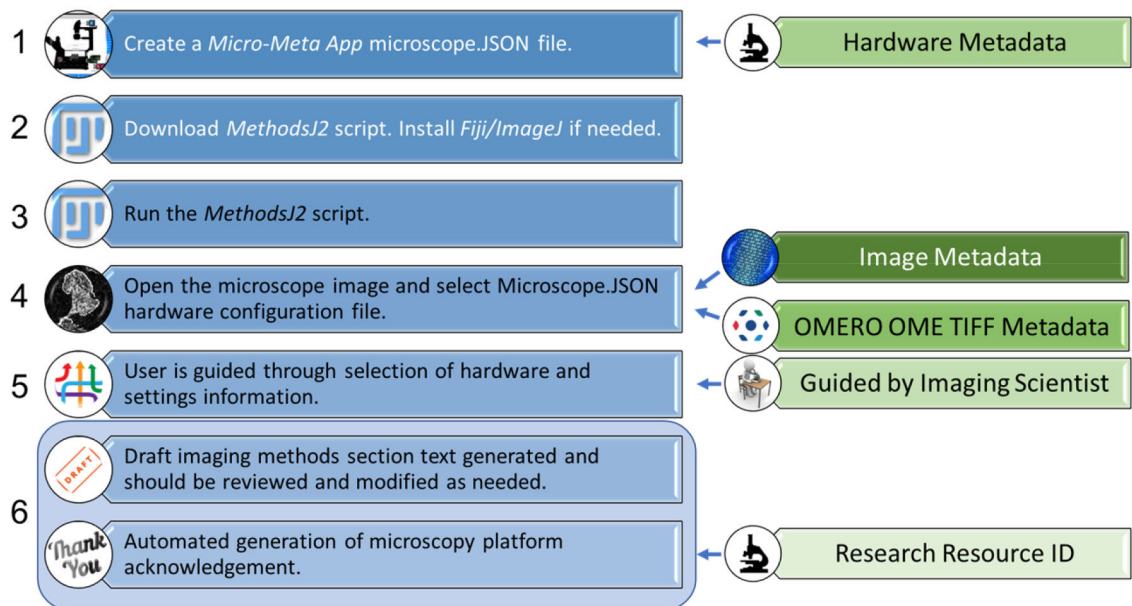 1
Create a Micro-Meta App microscope.JSON file.
Hardware Metadata
2
Download MethodsJ2 script. Install Fiji/ImageJ if needed.
3
Run the MethodsJ2 script.
Image Metadata
4
Open the microscope image and select Microscope.JSON
hardware configuration file.
OMERO OME TIFF Metadata
5
User is guided through selection of hardware and
settings information.
Guided by Imaging Scientist
6
DRAFT
Draft imaging methods section text generated and
should be reviewed and modified as needed.
Thank
You
Automated generation of microscopy platform
acknowledgement.
Research Resource ID